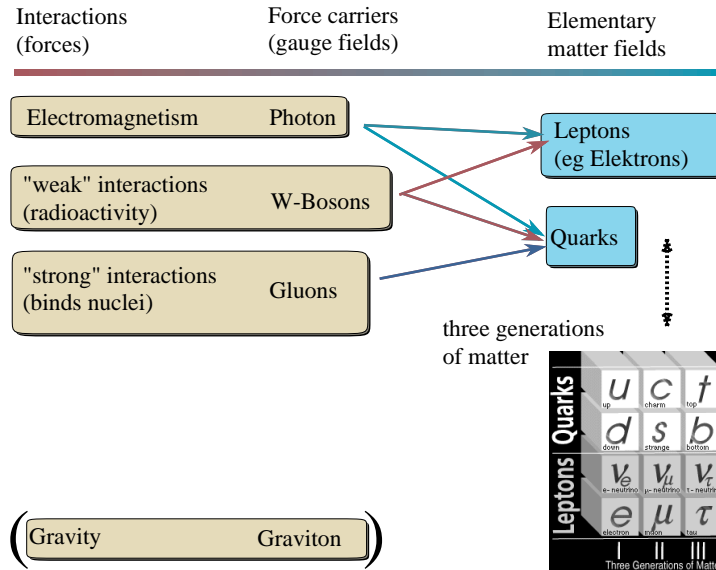 Interactions
(forces)
Force carriers
(gauge fields)
Elementary
matter fields
Electromagnetism Photon
"weak" interactions
(radioactivity)
W-Bosons
"strong" interactions
(binds nuclei)
Gluons
Leptons
(eg Elektrons)
Quarks
three generations
of matter
Quarks
Leptons
u c t
up charm top
d s b
down strange bottom
νe νμ ντ
e- neutrino μ- neutrino τ- neutrino
e μ τ
electron muon tau
I II III
Three Generations of Matte
( Gravity Graviton )